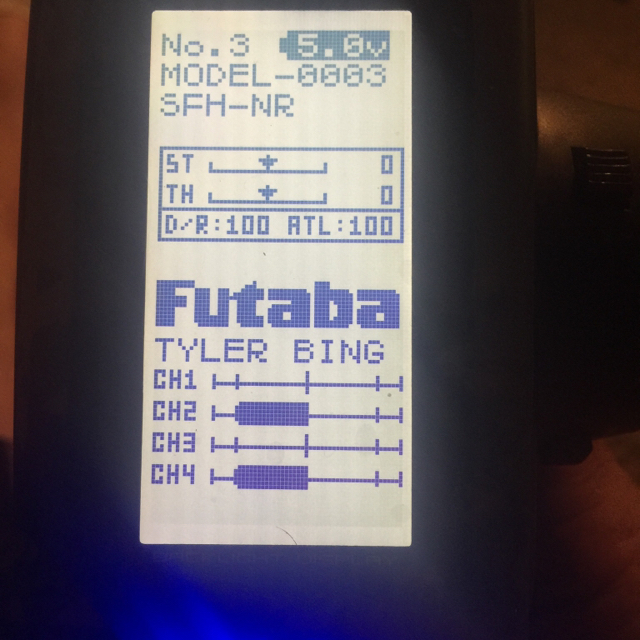 No.3 5.0v
MODEL-0003
SFH-NR
ST 0
TH 0
D/R:100 ATL:100
Futaba
TYLER BING
CH1
CH2
CH3
CH4